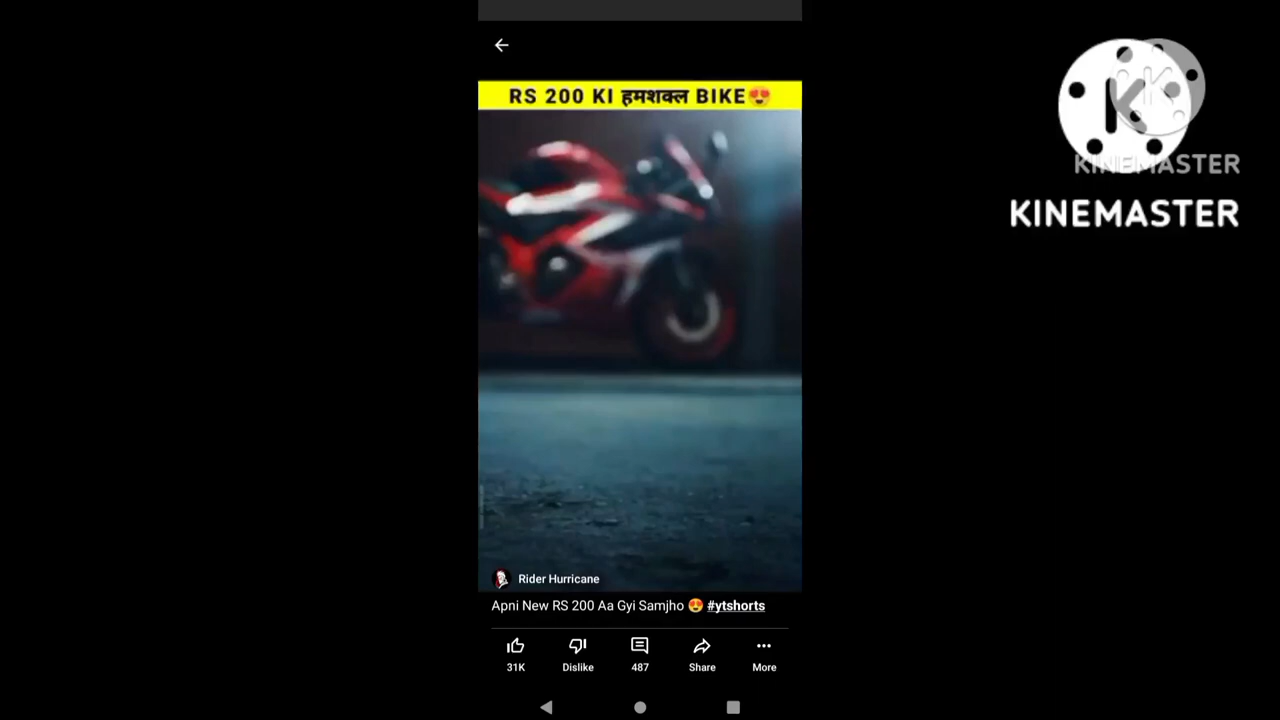 RS 200 KI हमशक्ल BIKE😍
KINEMASTER
KINEMASTER
Rider Hurricane
Apni New RS 200 Aa Gyi Samjho 😍 #ytshorts
31K Dislike 487 Share More